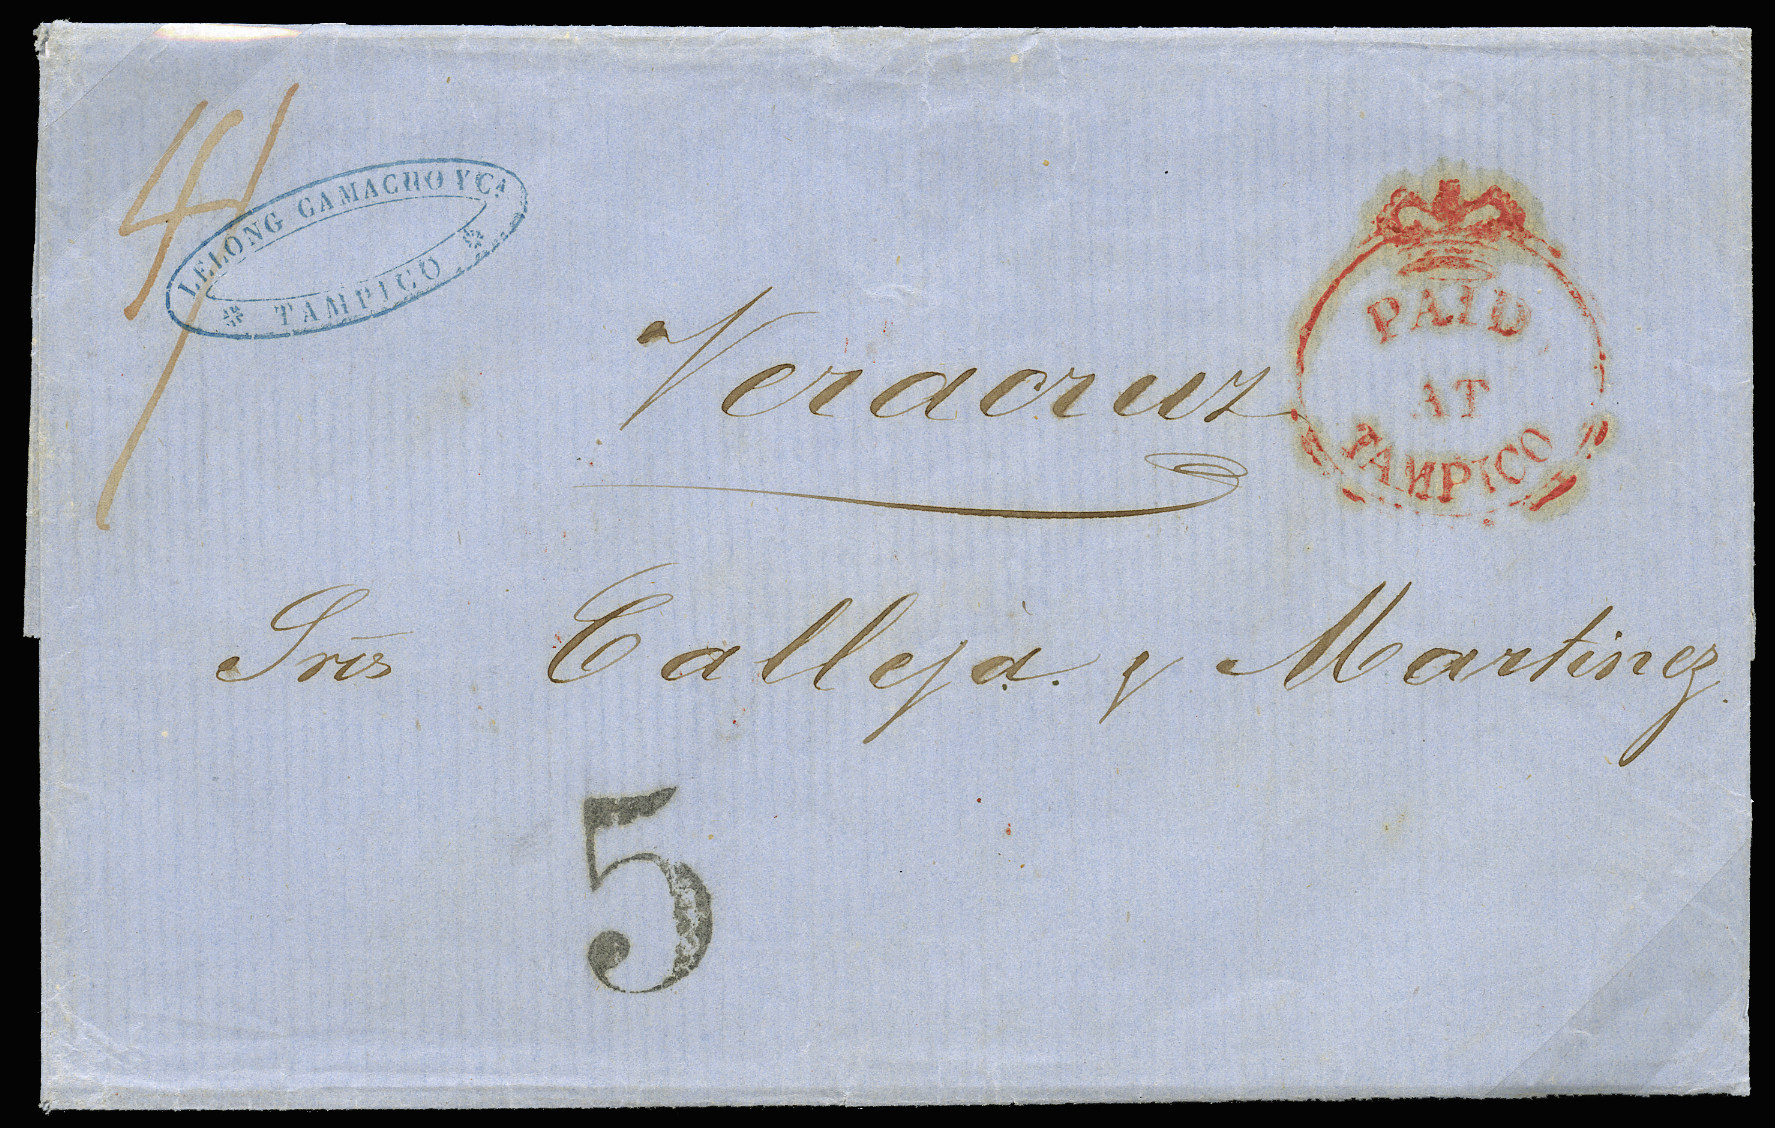 4/
LELONG CAMACHO Y Cᴬ
TAMPICO
PAID
AT
TAMPICO
Veracruz
Sres Calleja. y Martinez.
5